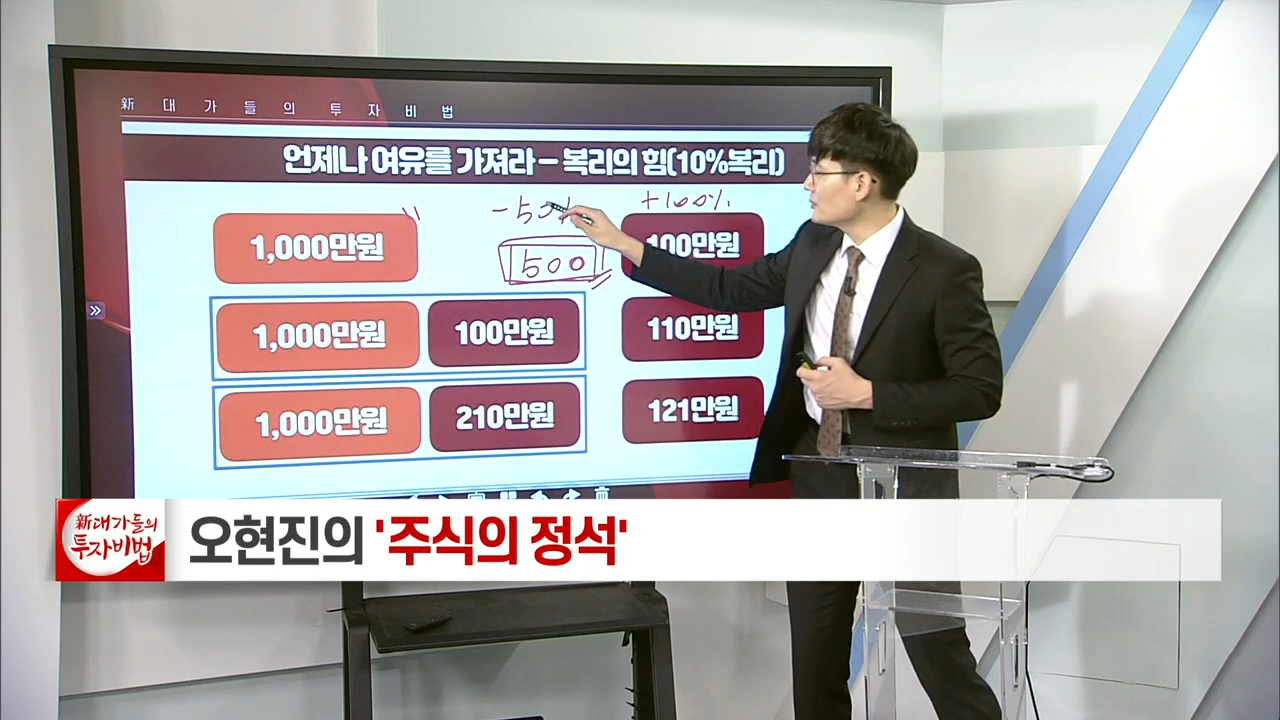 新 대 가 들 의 투 자 비 법
언제나 여유를 가져라 – 복리의 힘(10%복리)
-50% +100%
1,000만원 500 100만원
1,000만원 100만원 110만원
1,000만원 210만원 121만원
新대가들의
투자비법
오현진의 '주식의 정석'